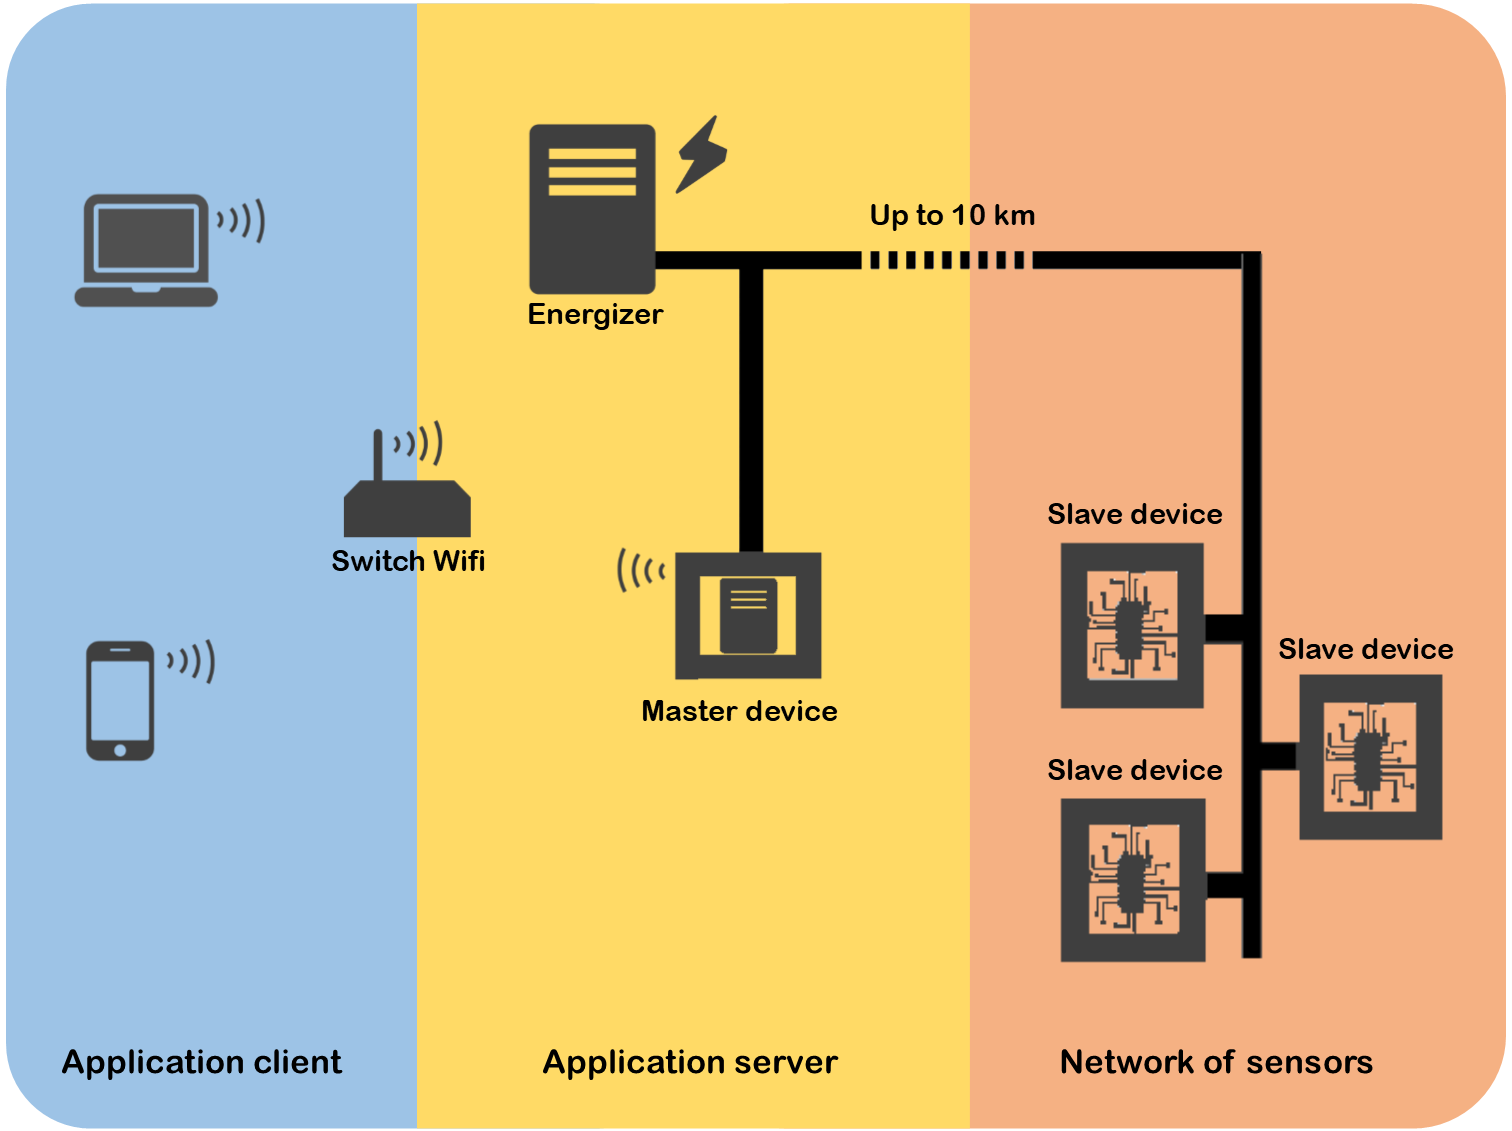 Up to 10 km
Energizer
Switch Wifi
Master device
Slave device
Slave device
Slave device
Application client
Application server
Network of sensors